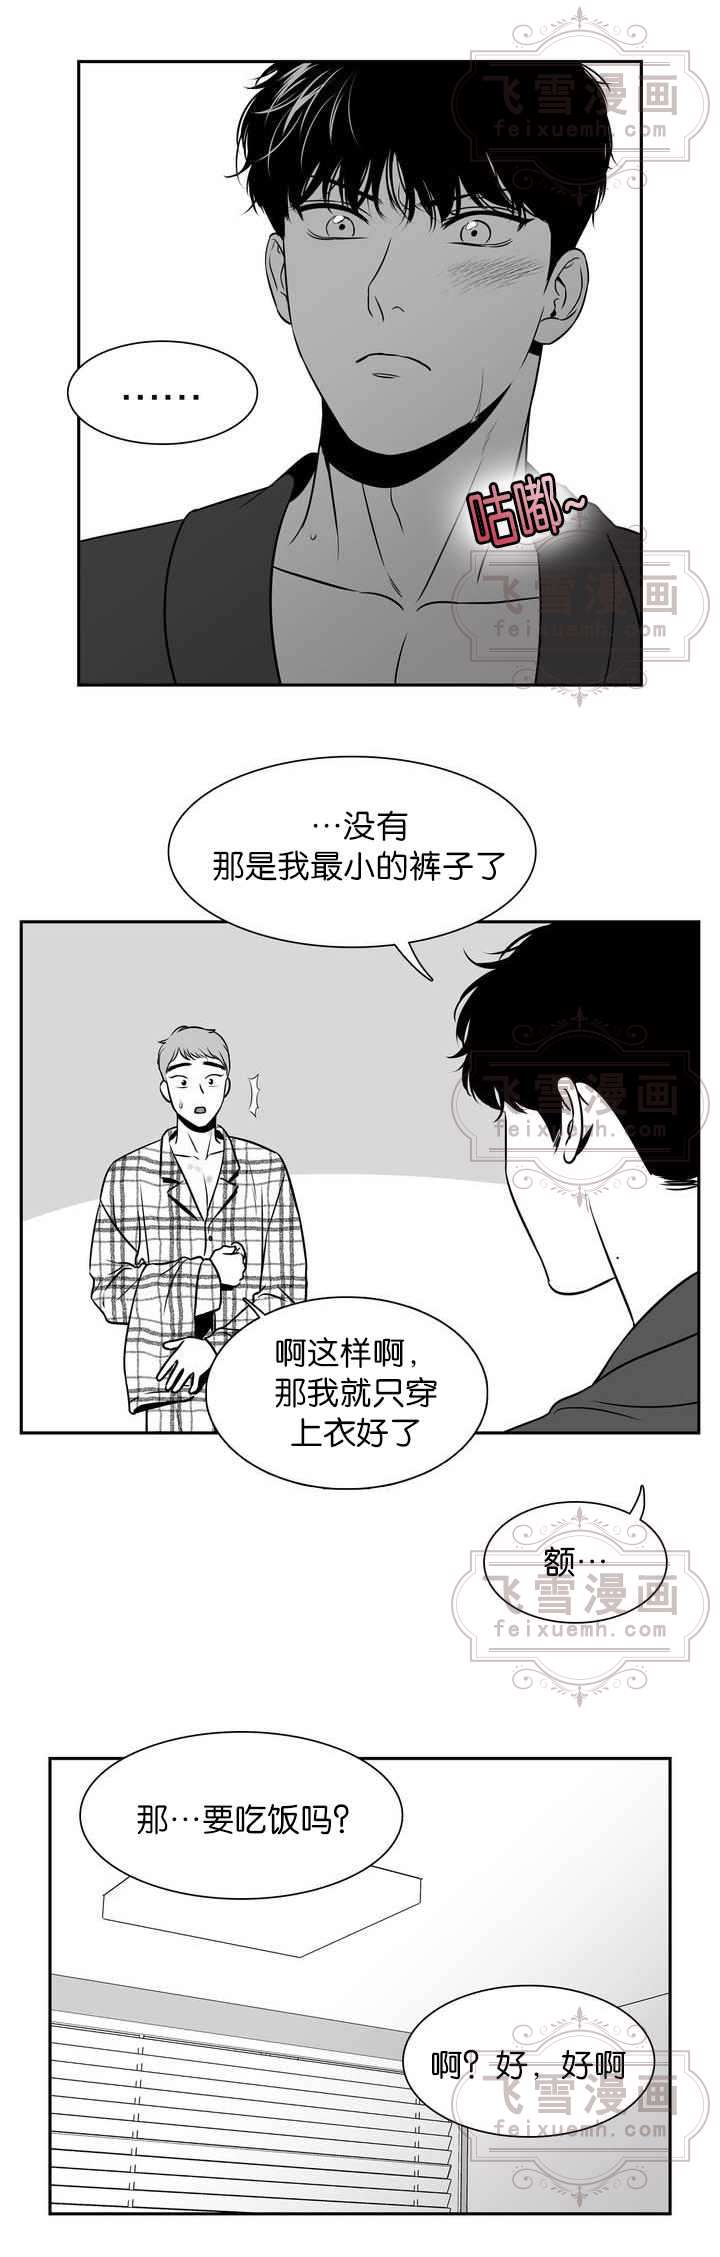 飞雪漫画
feixuemh.com
······
咕嘟~
飞雪漫画
feixuemh.com
…没有
那是我最小的裤子了
飞雪漫画
feixuemh.com
啊这样啊，
那我就只穿
上衣好了
额…
飞雪漫画
feixuemh.com
那…要吃饭吗?
啊? 好，好啊
飞雪漫画
feixuemh.com